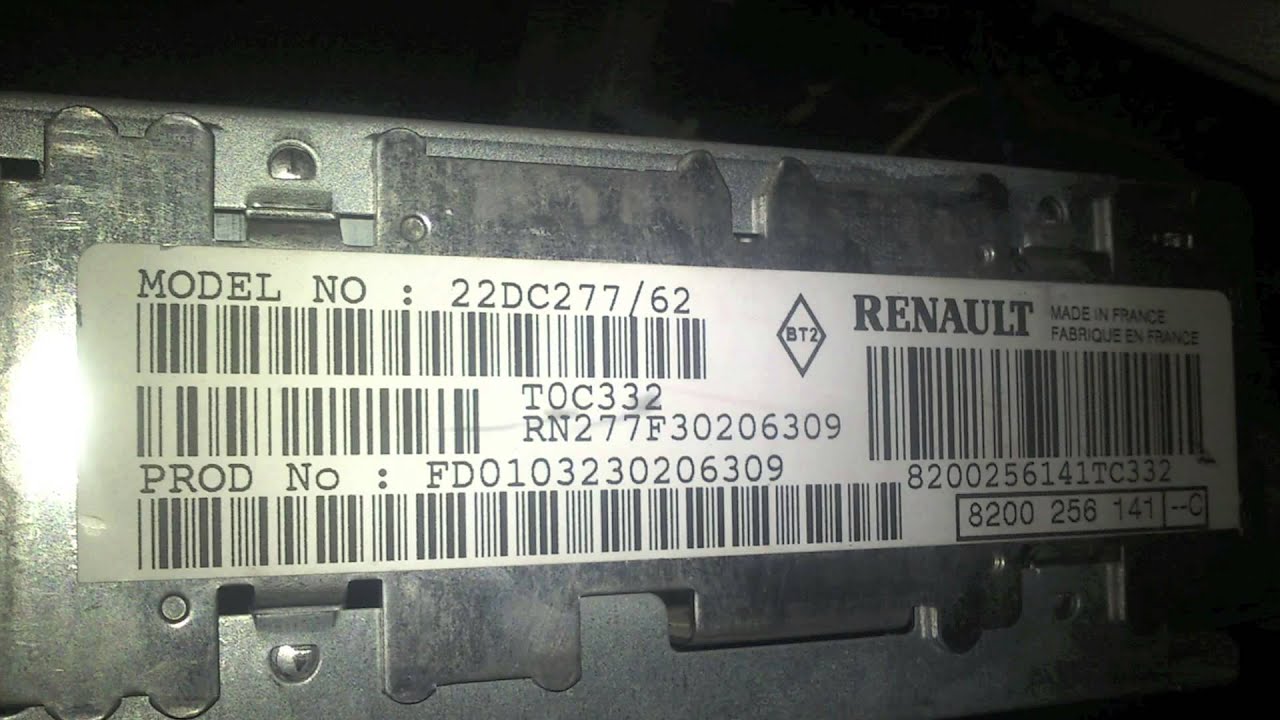 MODEL NO : 22DC277/62
BT2
RENAULT
MADE IN FRANCE
FABRIQUE EN FRANCE
T0C332
RN277F30206309
PROD No : FD0103230206309
8200256141TC332
8200 256 141 --C